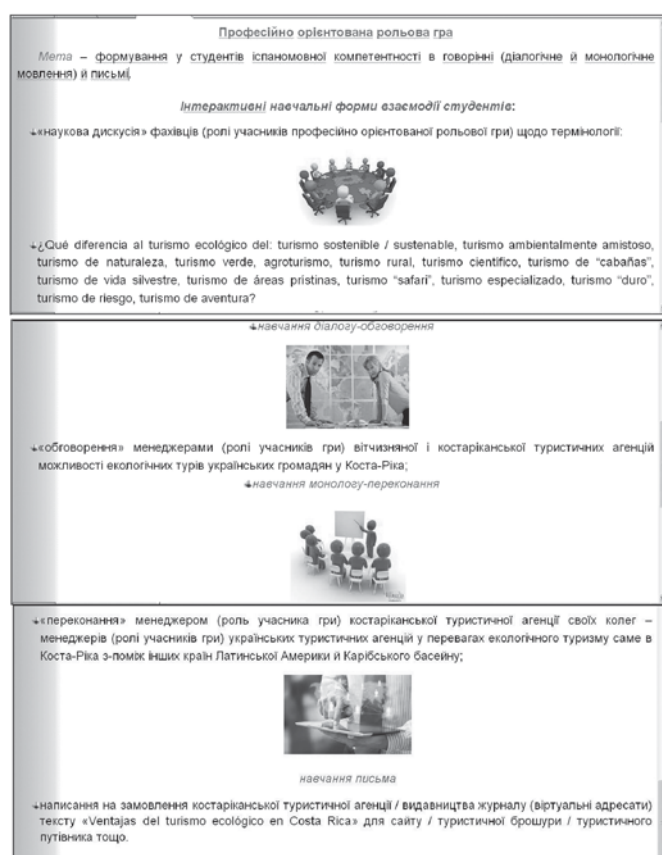 Професійно орієнтована рольова гра
Мета – формування у студентів іспаномовної компетентності в говорінні (діалогічне й монологічне
мовлення) й письмі.
Інтерактивні навчальні форми взаємодії студентів:
«наукова дискусія» фахівців (ролі учасників професійно орієнтованої рольової гри) щодо термінології:
¿Qué diferencia al turismo ecológico del: turismo sostenible / sustenable, turismo ambientalmente amistoso,
turismo de naturaleza, turismo verde, agroturismo, turismo rural, turismo científico, turismo de “cabañas”,
turismo de vida silvestre, turismo de áreas pristinas, turismo “safari”, turismo especializado, turismo “duro”,
turismo de riesgo, turismo de aventura?
навчання діалогу-обговорення
«обговорення» менеджерами (ролі учасників гри) вітчизняної і костаріканської туристичних агенцій
можливості екологічних турів українських громадян у Коста-Ріка;
навчання монологу-переконання
«переконання» менеджером (роль учасника гри) костаріканської туристичної агенції своїх колег –
менеджерів (ролі учасників гри) українських туристичних агенцій у перевагах екологічного туризму саме в
Коста-Ріка з-поміж інших країн Латинської Америки й Карібського басейну;
навчання письма
написання на замовлення костаріканської туристичної агенції / видавництва журналу (віртуальні адресати)
тексту «Ventajas del turismo ecológico en Costa Rica» для сайту / туристичної брошури / туристичного
путівника тощо.